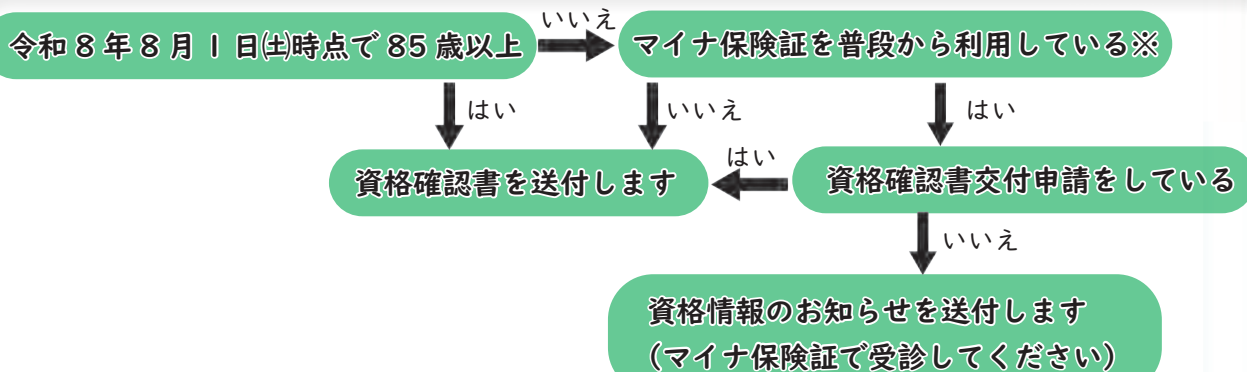 いいえ
令和8年8月1日㈯時点で85歳以上
マイナ保険証を普段から利用している※
はい
いいえ
はい
はい
資格確認書を送付します
資格確認書交付申請をしている
いいえ
資格情報のお知らせを送付します
(マイナ保険証で受診してください)